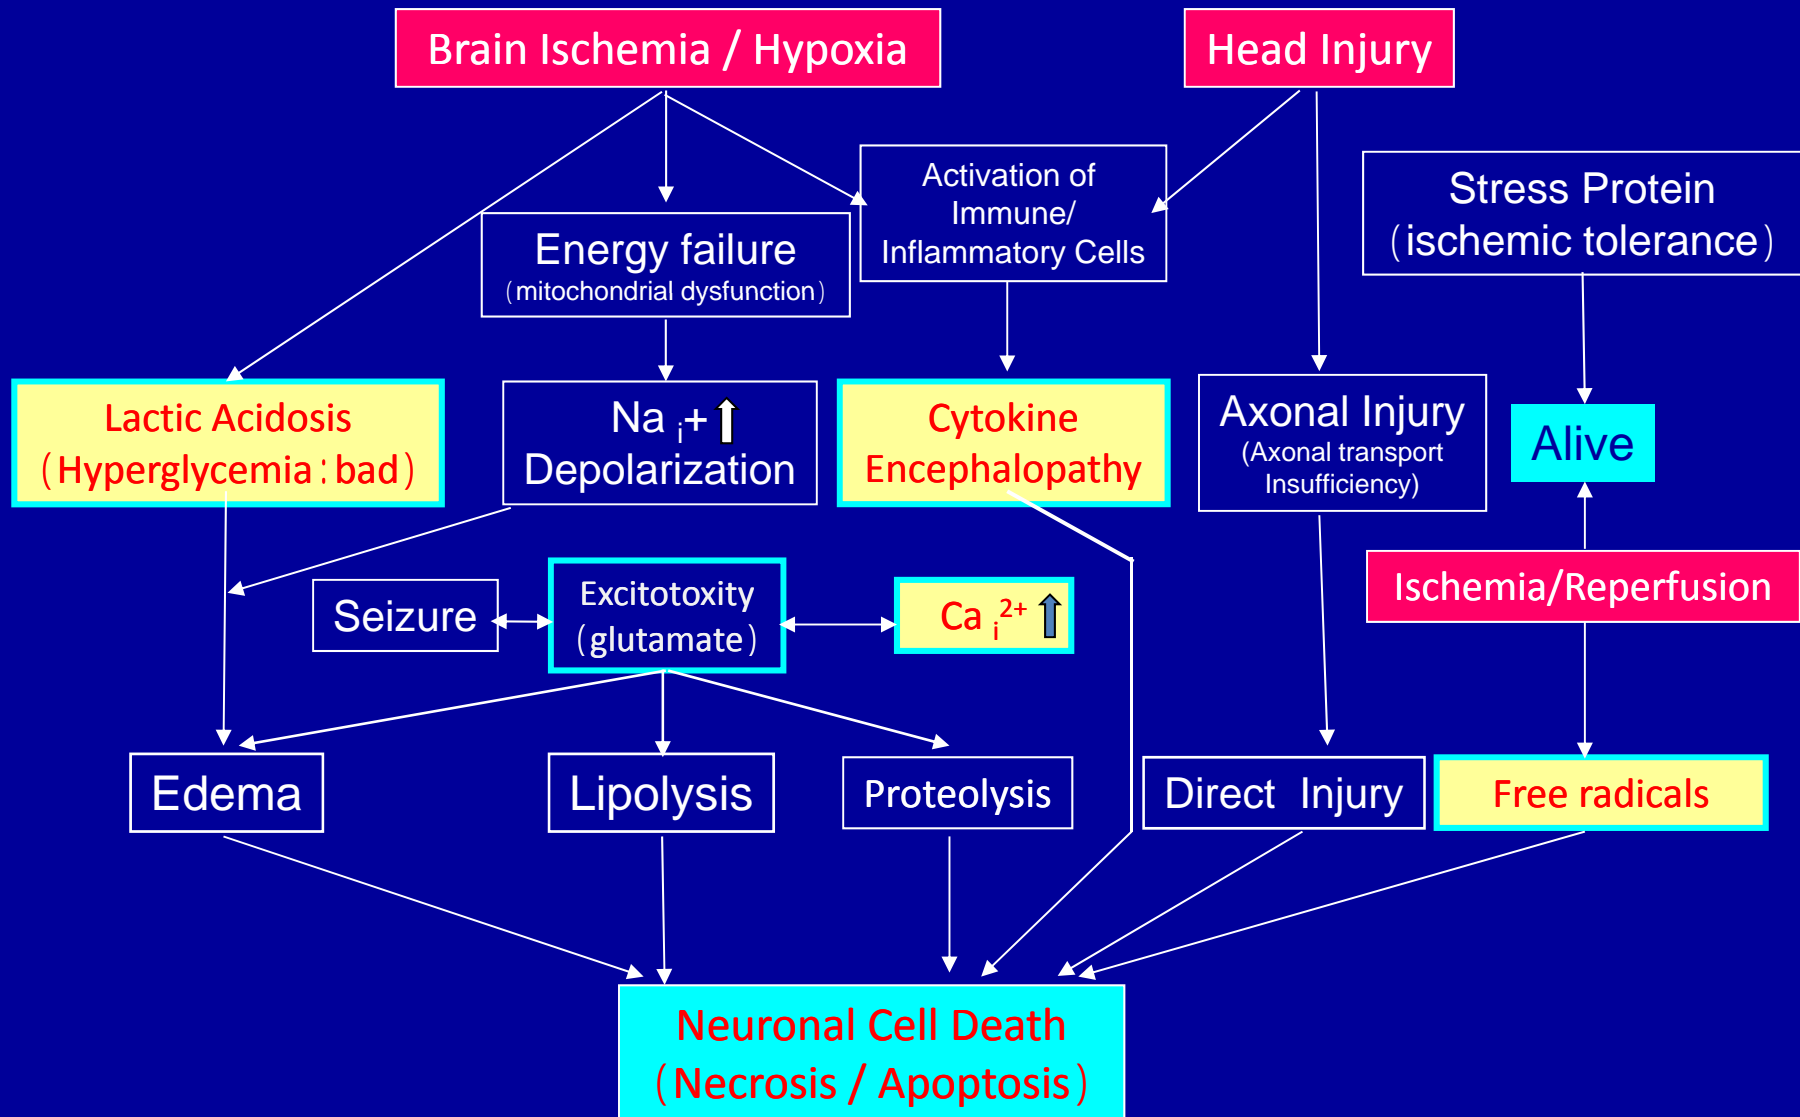 Brain Ischemia / Hypoxia
Head Injury
Activation of
Immune/
Inflammatory Cells
Stress Protein
(ischemic tolerance)
Energy failure
(mitochondrial dysfunction)
Lactic Acidosis
(Hyperglycemia:bad)
Na i+
Depolarization
Cytokine
Encephalopathy
Axonal Injury
(Axonal transport
Insufficiency)
Alive
Ischemia/Reperfusion
Seizure
Excitotoxity
(glutamate)
Ca i 2+
Edema
Lipolysis
Proteolysis
Direct Injury
Free radicals
Neuronal Cell Death
(Necrosis / Apoptosis)